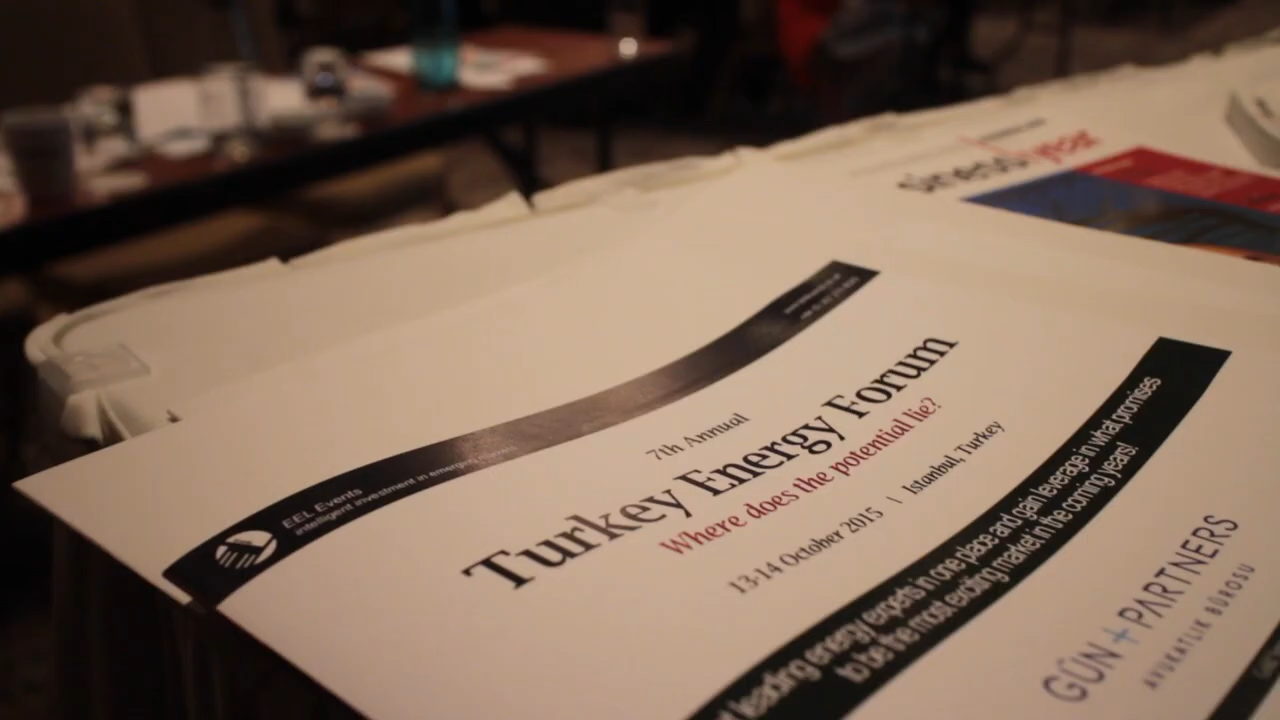 siness year
EEL Events
intelligent investment in emerging
7th Annual
Turkey Energy Forum
Where does the potential lie?
13-14 October 2015 | Istanbul, Turkey
leading energy experts in one place and gain leverage in what promises
to be the most exciting market in the coming years!
GÜN + PARTNERS
AVUKATLIK BÜROSU